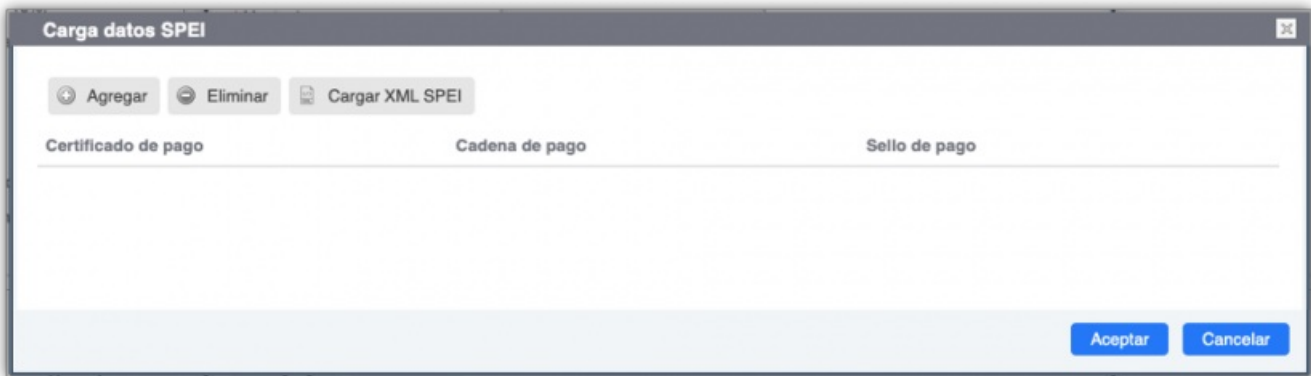 Carga datos SPEI
Agregar Eliminar Cargar XML SPEI
Certificado de pago Cadena de pago Sello de pago
Aceptar Cancelar